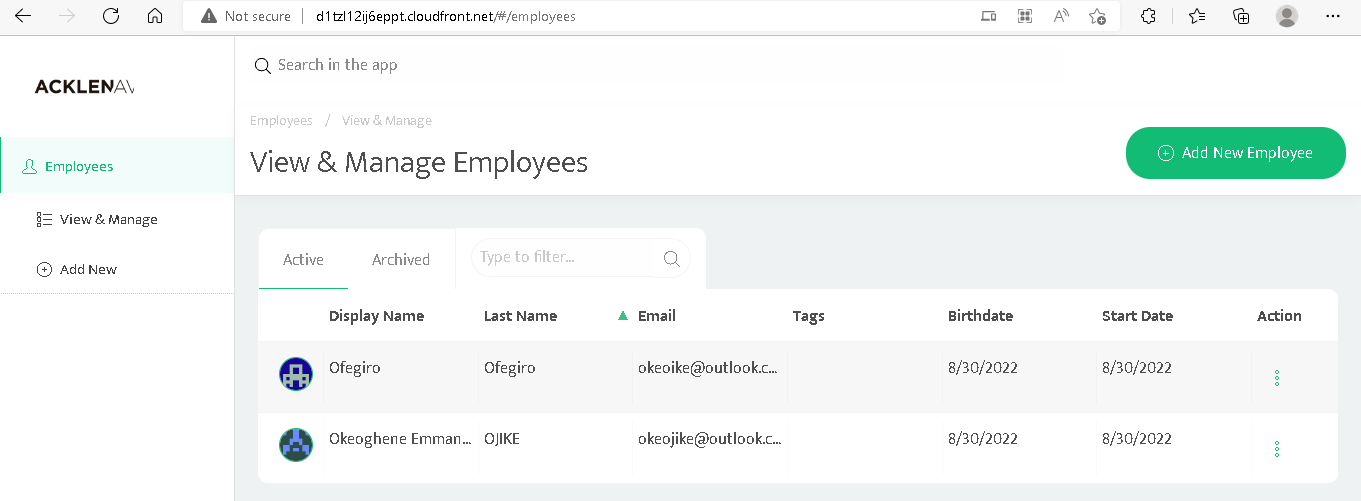 Not secure d1tzl12ij6eppt.cloudfront.net/#/employees
Search in the app
ACKLENAV
Employees / View & Manage
View & Manage Employees
Add New Employee
Employees
View & Manage
Add New
Active Archived Type to filter...
Display Name Last Name Email Tags Birthdate Start Date Action
Ofegiro Ofegiro okeoike@outlook.c... 8/30/2022 8/30/2022
Okeoghene Emman... OJIKE okeojike@outlook.c... 8/30/2022 8/30/2022